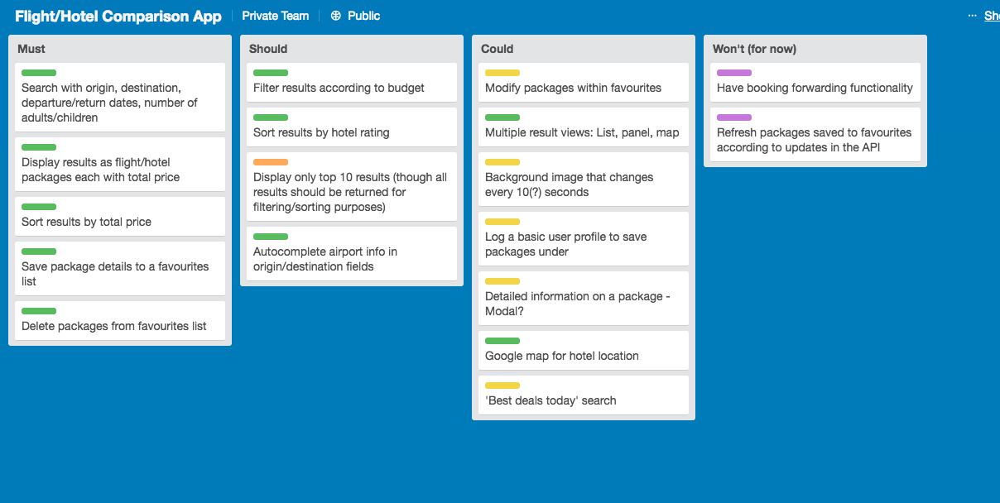 Flight/Hotel Comparison App
Private Team
Public
...
Must
Search with origin, destination,
departure/return dates, number of
adults/children
Display results as flight/hotel
packages each with total price
Sort results by total price
Save package details to a favourites
list
Delete packages from favourites list
Should
Filter results according to budget
Sort results by hotel rating
Display only top 10 results (though all
results should be returned for
filtering/sorting purposes)
Autocomplete airport info in
origin/destination fields
Could
Modify packages within favourites
Multiple result views: List, panel, map
Background image that changes
every 10(?) seconds
Log a basic user profile to save
packages under
Detailed information on a package -
Modal?
Google map for hotel location
'Best deals today' search
Won't (for now)
Have booking forwarding functionality
Refresh packages saved to favourites
according to updates in the API